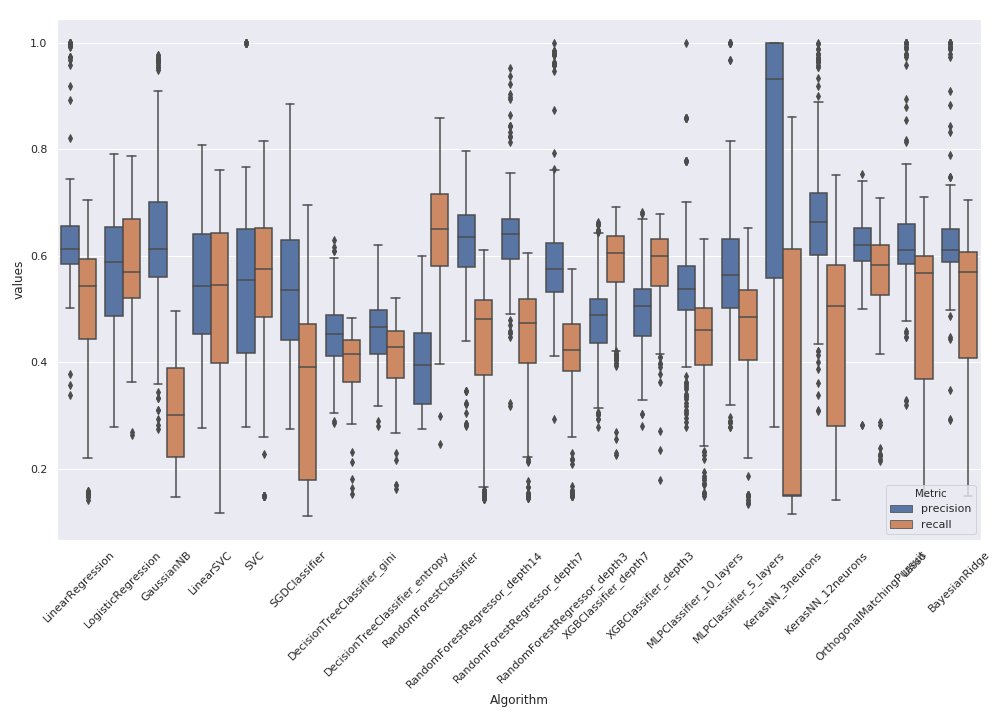 1.0
0.8
0.6
0.4
0.2
values
Metric
precision
recall
LinearRegression
LogisticRegression
GaussianNB
LinearSVC
SVC
SGDClassifier
DecisionTreeClassifier_gini
DecisionTreeClassifier_entropy
RandomForestClassifier
RandomForestRegressor_depth14
RandomForestRegressor_depth7
RandomForestRegressor_depth3
XGBClassifier_depth7
XGBClassifier_depth3
MLPClassifier_10_layers
MLPClassifier_5_layers
KerasNN_3neurons
KerasNN_12neurons
BayesianRidge
Algorithm